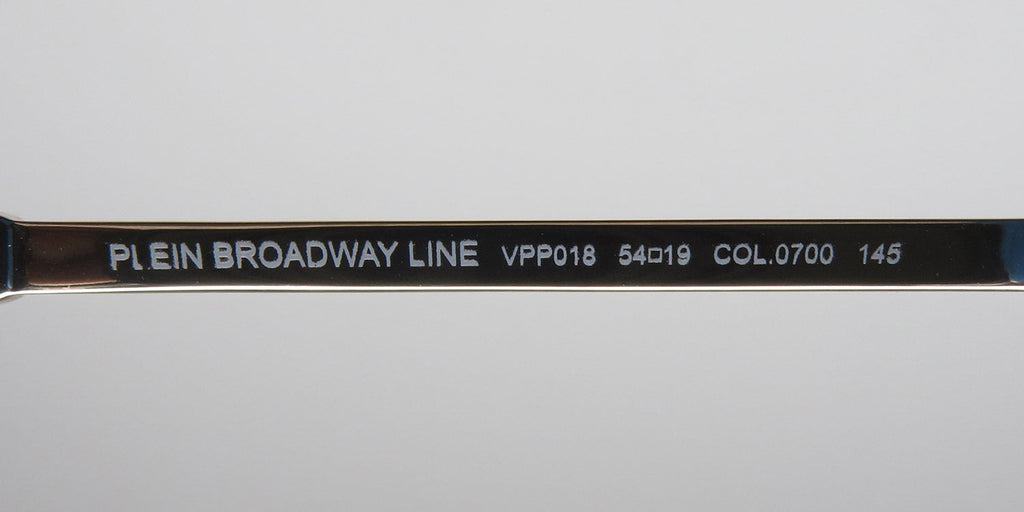 PLEIN BROADWAY LINE VPP018 54□19 COL.0700 145